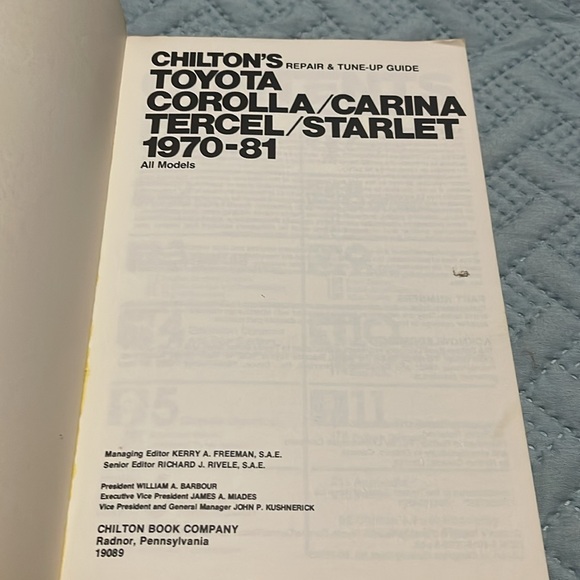 CHILTON'S REPAIR & TUNE-UP GUIDE
TOYOTA
COROLLA/CARINA
TERCEL/STARLET
1970-81
All Models
Managing Editor KERRY A. FREEMAN, S.A.E.
Senior Editor RICHARD J. RIVELE, S.A.E.
President WILLIAM A. BARBOUR
Executive Vice President JAMES A. MIADES
Vice President and General Manager JOHN P. KUSHNERICK
CHILTON BOOK COMPANY
Radnor, Pennsylvania
19089